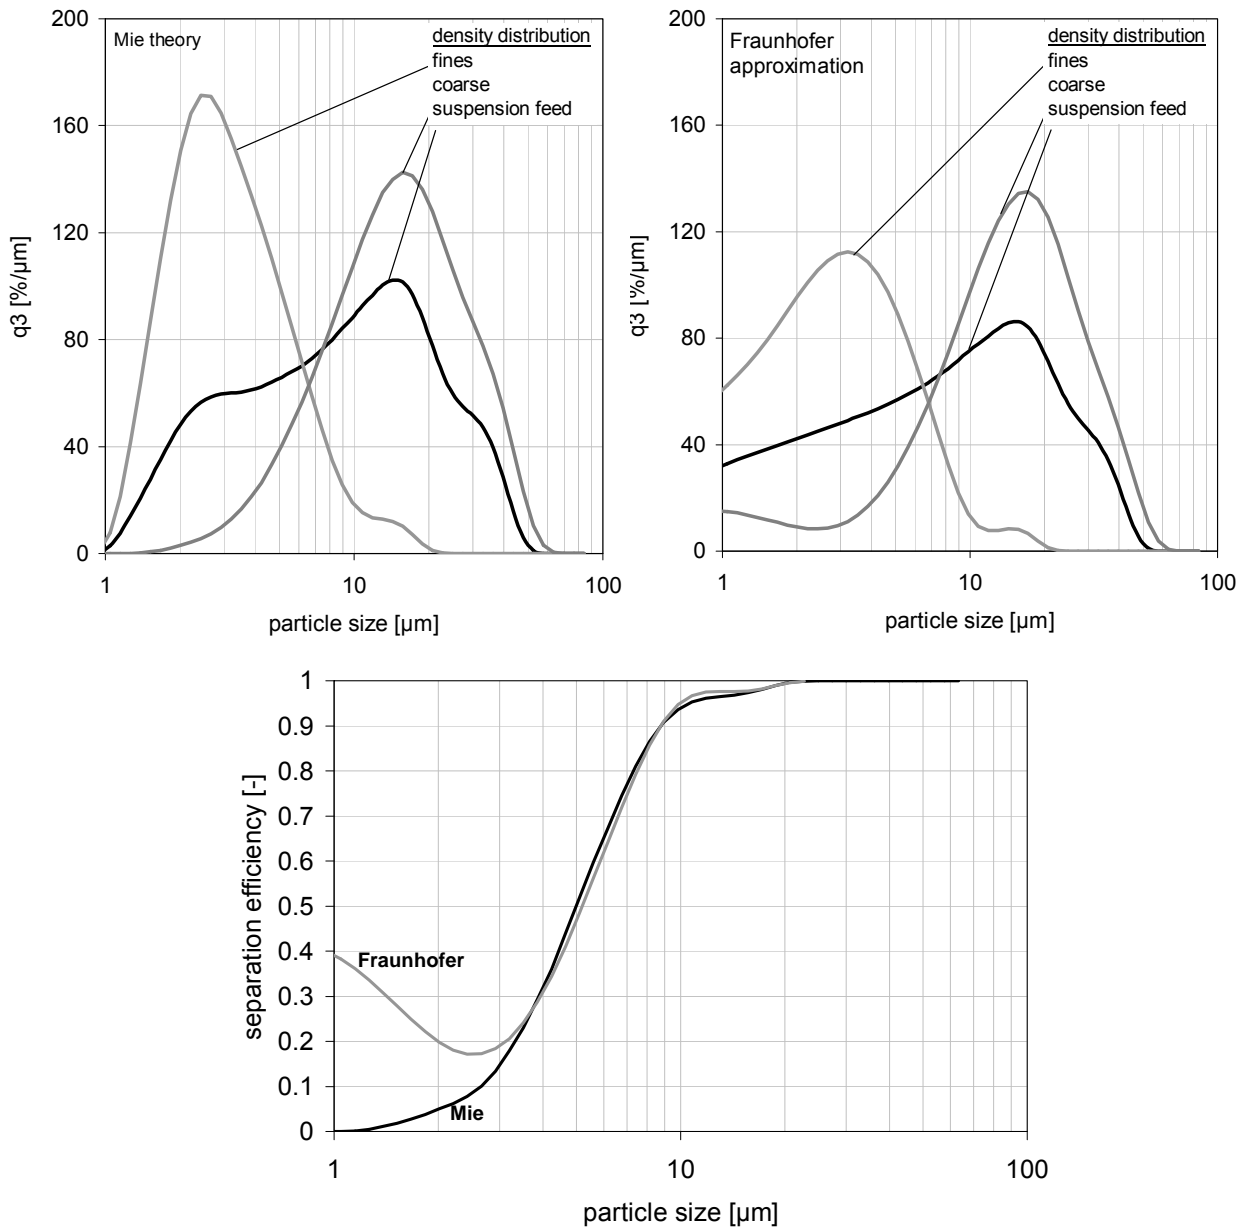 200
160
120
80
40
0
q3 [%/µm]
Mie theory
density distribution
fines
coarse
suspension feed
1
10
100
particle size [µm]
200
160
120
80
40
0
q3 [%/µm]
Fraunhofer
approximation
density distribution
fines
coarse
suspension feed
1
10
100
particle size [µm]
1
0.9
0.8
0.7
0.6
0.5
0.4
0.3
0.2
0.1
0
separation efficiency [-]
Fraunhofer
Mie
1
10
100
particle size [µm]